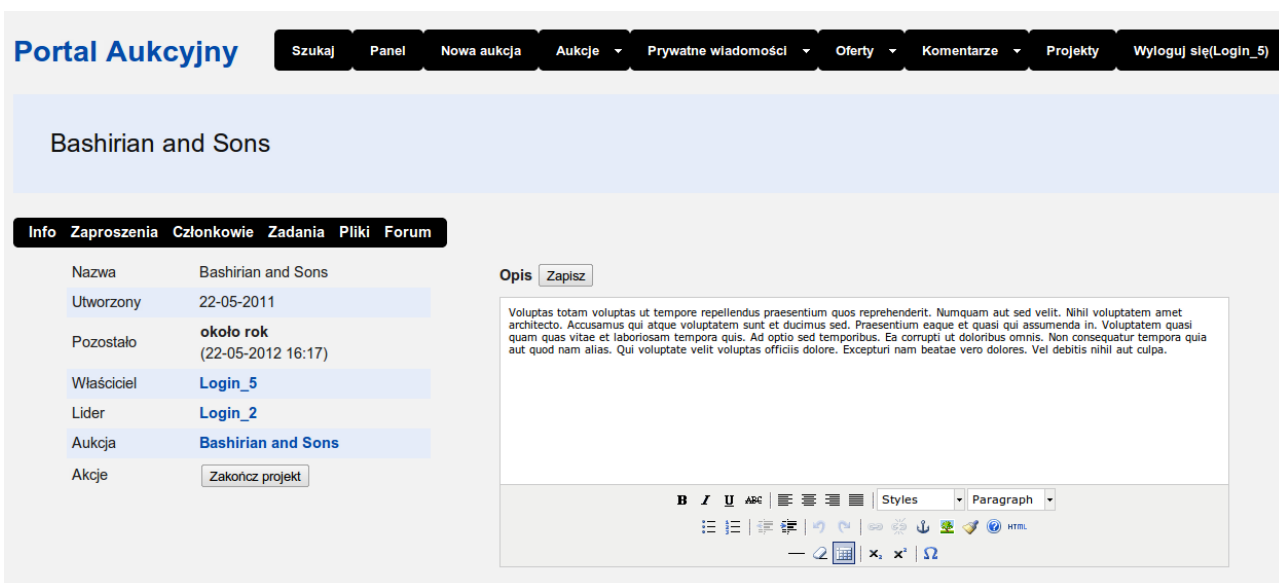 Portal Aukcyjny
Szukaj Panel Nowa aukcja Aukcje Prywatne wiadomości Oferty Komentarze Projekty Wyloguj się(Login_5)
Bashirian and Sons
Info Zaproszenia Członkowie Zadania Pliki Forum
Nazwa Bashirian and Sons
Utworzony 22-05-2011
Pozostało około rok
(22-05-2012 16:17)
Właściciel Login_5
Lider Login_2
Aukcja Bashirian and Sons
Akcje Zakończ projekt
Opis Zapisz
Voluptas totam voluptas ut tempore repellendus praesentium quos reprehenderit. Numquam aut sed velit. Nihil voluptatem amet
architecto. Accusamus qui atque voluptatem sunt et ducimus sed. Praesentium eaque et quasi qui assumenda in. Voluptatem quasi
quam quas vitae et laboriosam tempora quis. Ad optio sed temporibus. Ea corrupti ut doloribus omnis. Non consequatur tempora quia
aut quod nam alias. Qui voluptate velit voluptas officiis dolore. Excepturi nam beatae vero dolores. Vel debitis nihil aut culpa.
B I U ABC Styles Paragraph
HTML
x₂ x² Ω